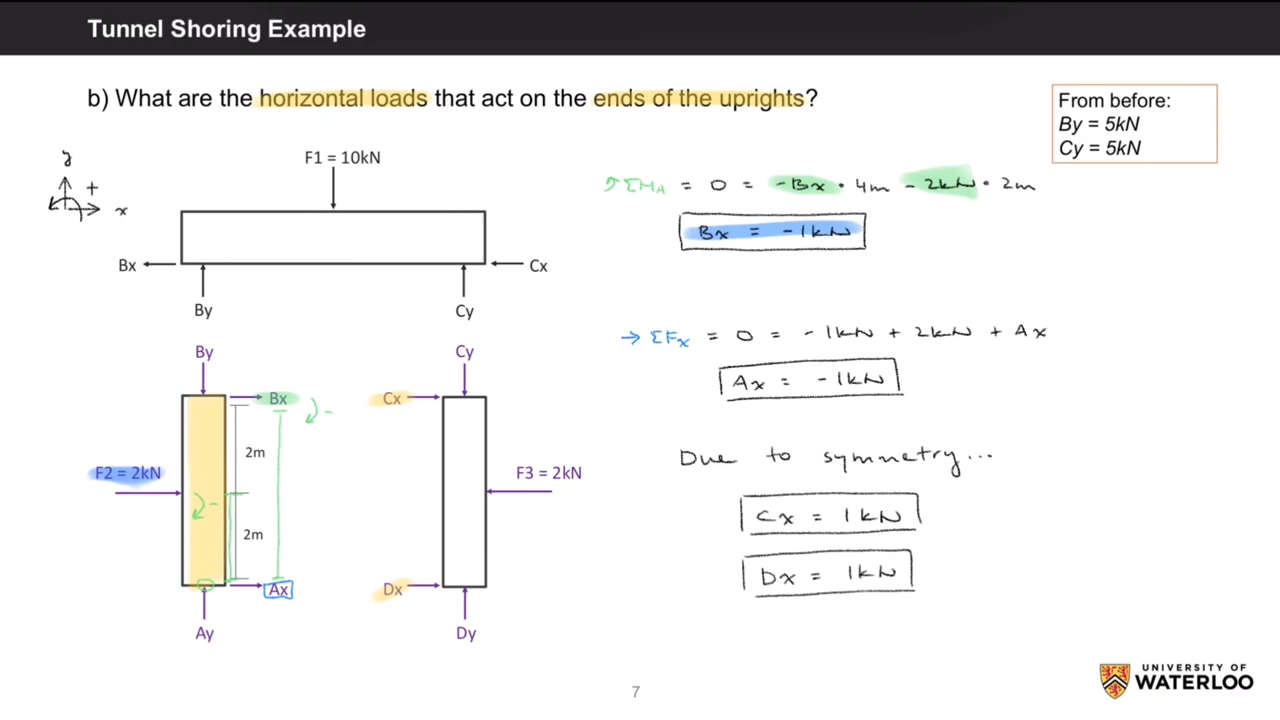 Tunnel Shoring Example
b) What are the horizontal loads that act on the ends of the uprights?
From before:
By = 5kN
Cy = 5kN
y
+
x
F1 = 10kN
Bx
Cx
By
Cy
ΣMA = 0 = -Bx • 4m - 2kN • 2m
Bx = -1kN
→ ΣFx = 0 = -1kN + 2kN + Ax
Ax = -1kN
By
Cy
Bx
-
Cx
2m
F2 = 2kN
F3 = 2kN
-
2m
Ax
Dx
Ay
Dy
Due to symmetry...
Cx = 1kN
Dx = 1kN
7
UNIVERSITY OF
WATERLOO